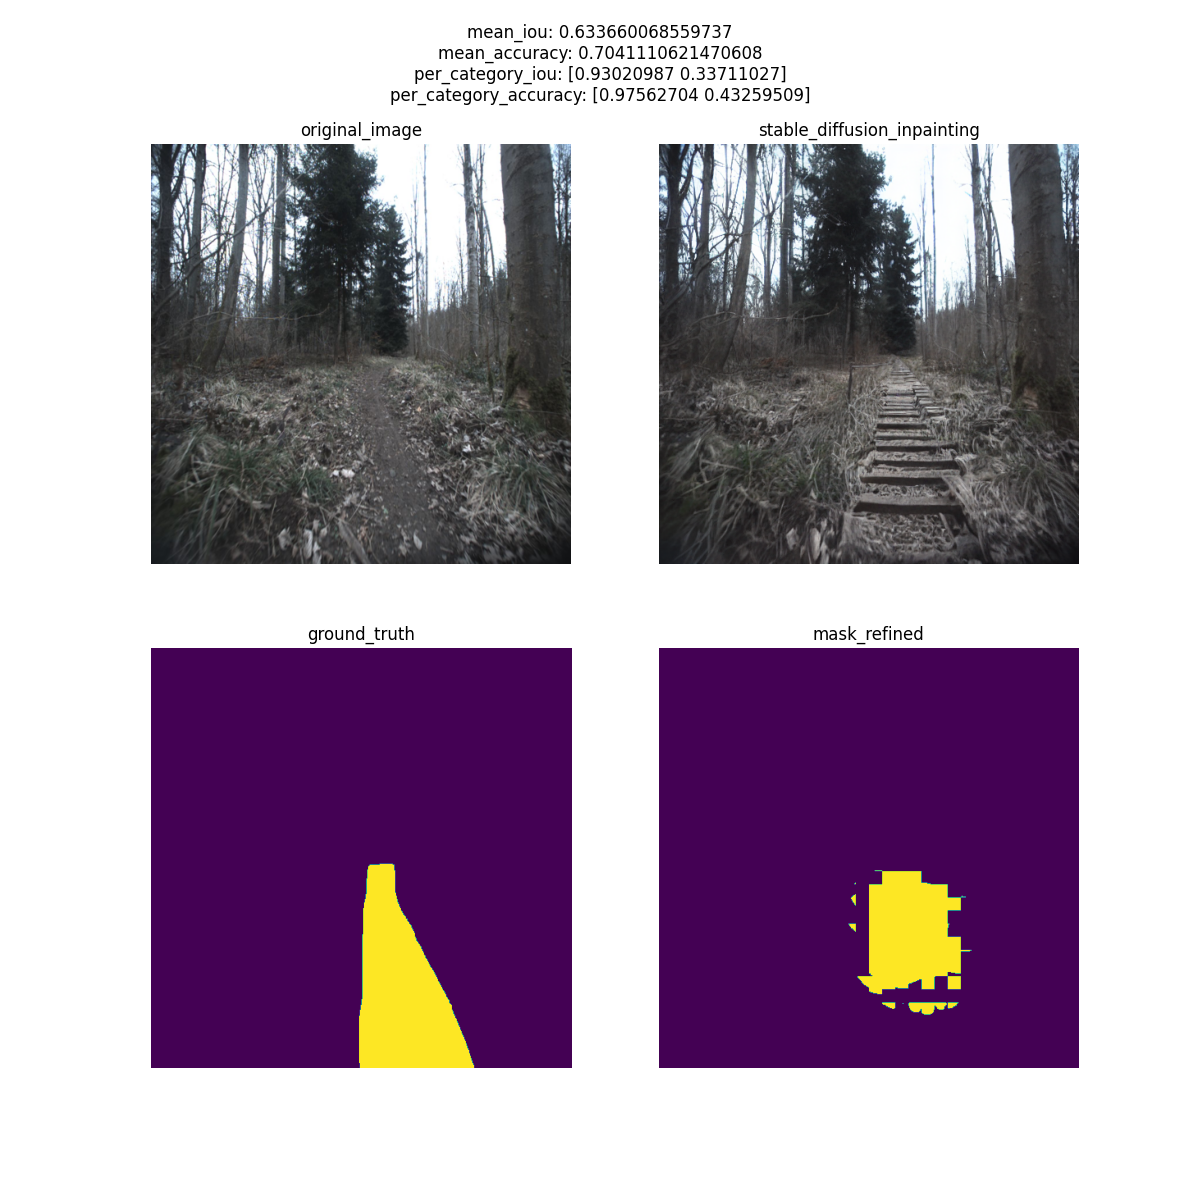 mean_iou: 0.633660068559737
mean_accuracy: 0.7041110621470608
per_category_iou: [0.93020987 0.33711027]
per_category_accuracy: [0.97562704 0.43259509]
original_image
stable_diffusion_inpainting
ground_truth
mask_refined